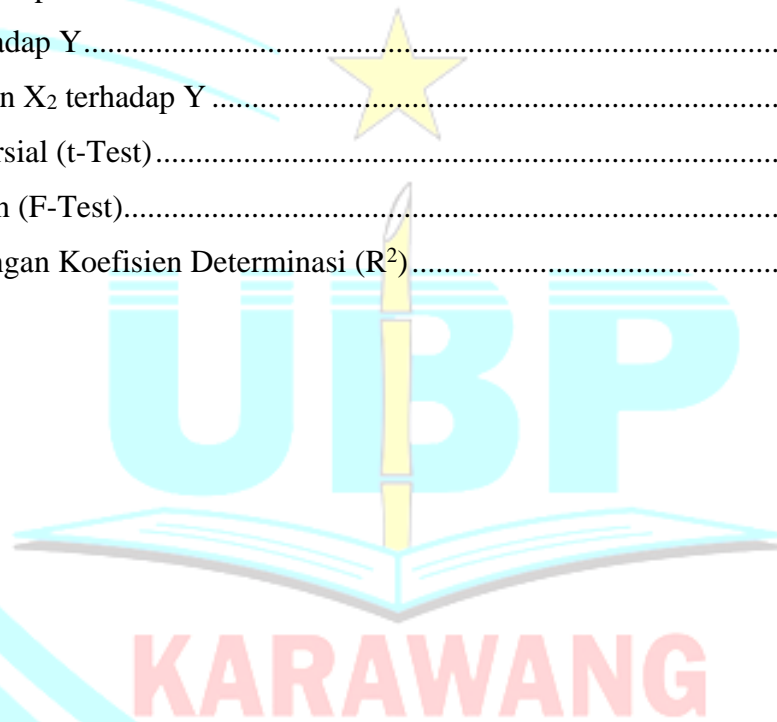 adap Y....................................................................................
n X₂ terhadap Y....................................................................
rsial (t-Test)...........................................................................
n (F-Test)................................................................................
ngan Koefisien Determinasi (R²)...............................................
UBP
KARAWANG